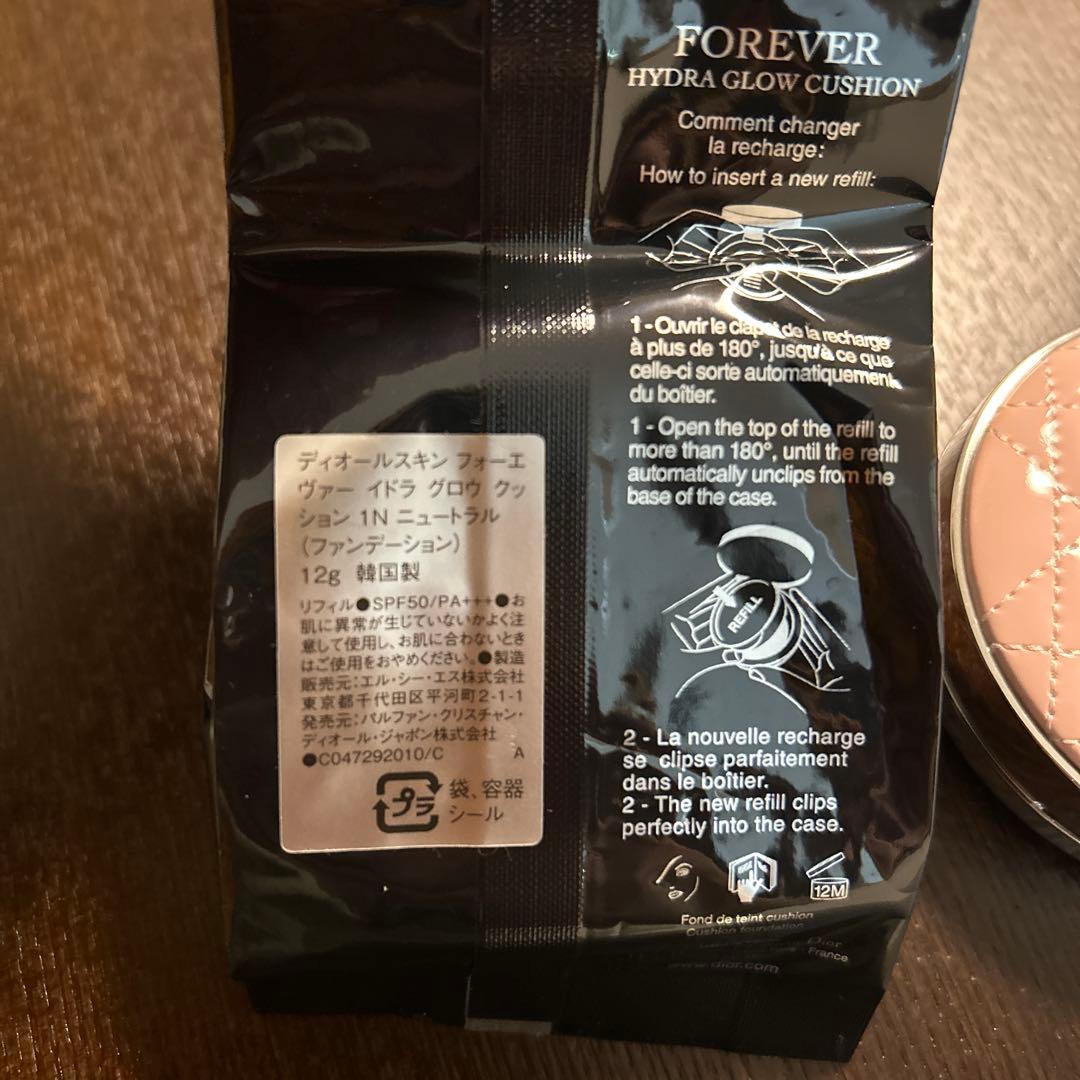 FOREVER
HYDRA GLOW CUSHION
Comment changer
la recharge:
How to insert a new refill:
1 - Ouvrir le clapet de la recharge
à plus de 180°, jusqu'à ce que
celle-ci sorte automatiquement
du boîtier.
1 - Open the top of the refill to
more than 180°, until the refill
automatically unclips from the
base of the case.
REFILL
2 - La nouvelle recharge
se clipse parfaitement
dans le boîtier.
2 - The new refill clips
perfectly into the case.
12M
Fond de teint cushion
Cushion foundation
Dior
France
www.dior.com
ディオールスキン フォーエ
ヴァー イドラ グロウ クッ
ション 1N ニュートラル
(ファンデーション)
12g 韓国製
リフィル●SPF50/PA+++●お
肌に異常が生じていないかよく注
意して使用し、お肌に合わないとき
はご使用をおやめください。●製造
販売元:エル・シー・エス株式会社
東京都千代田区平河町2-1-1
発売元:パルファン・クリスチャン・
ディオール・ジャポン株式会社
●C047292010/C A
プラ 袋、容器
シール